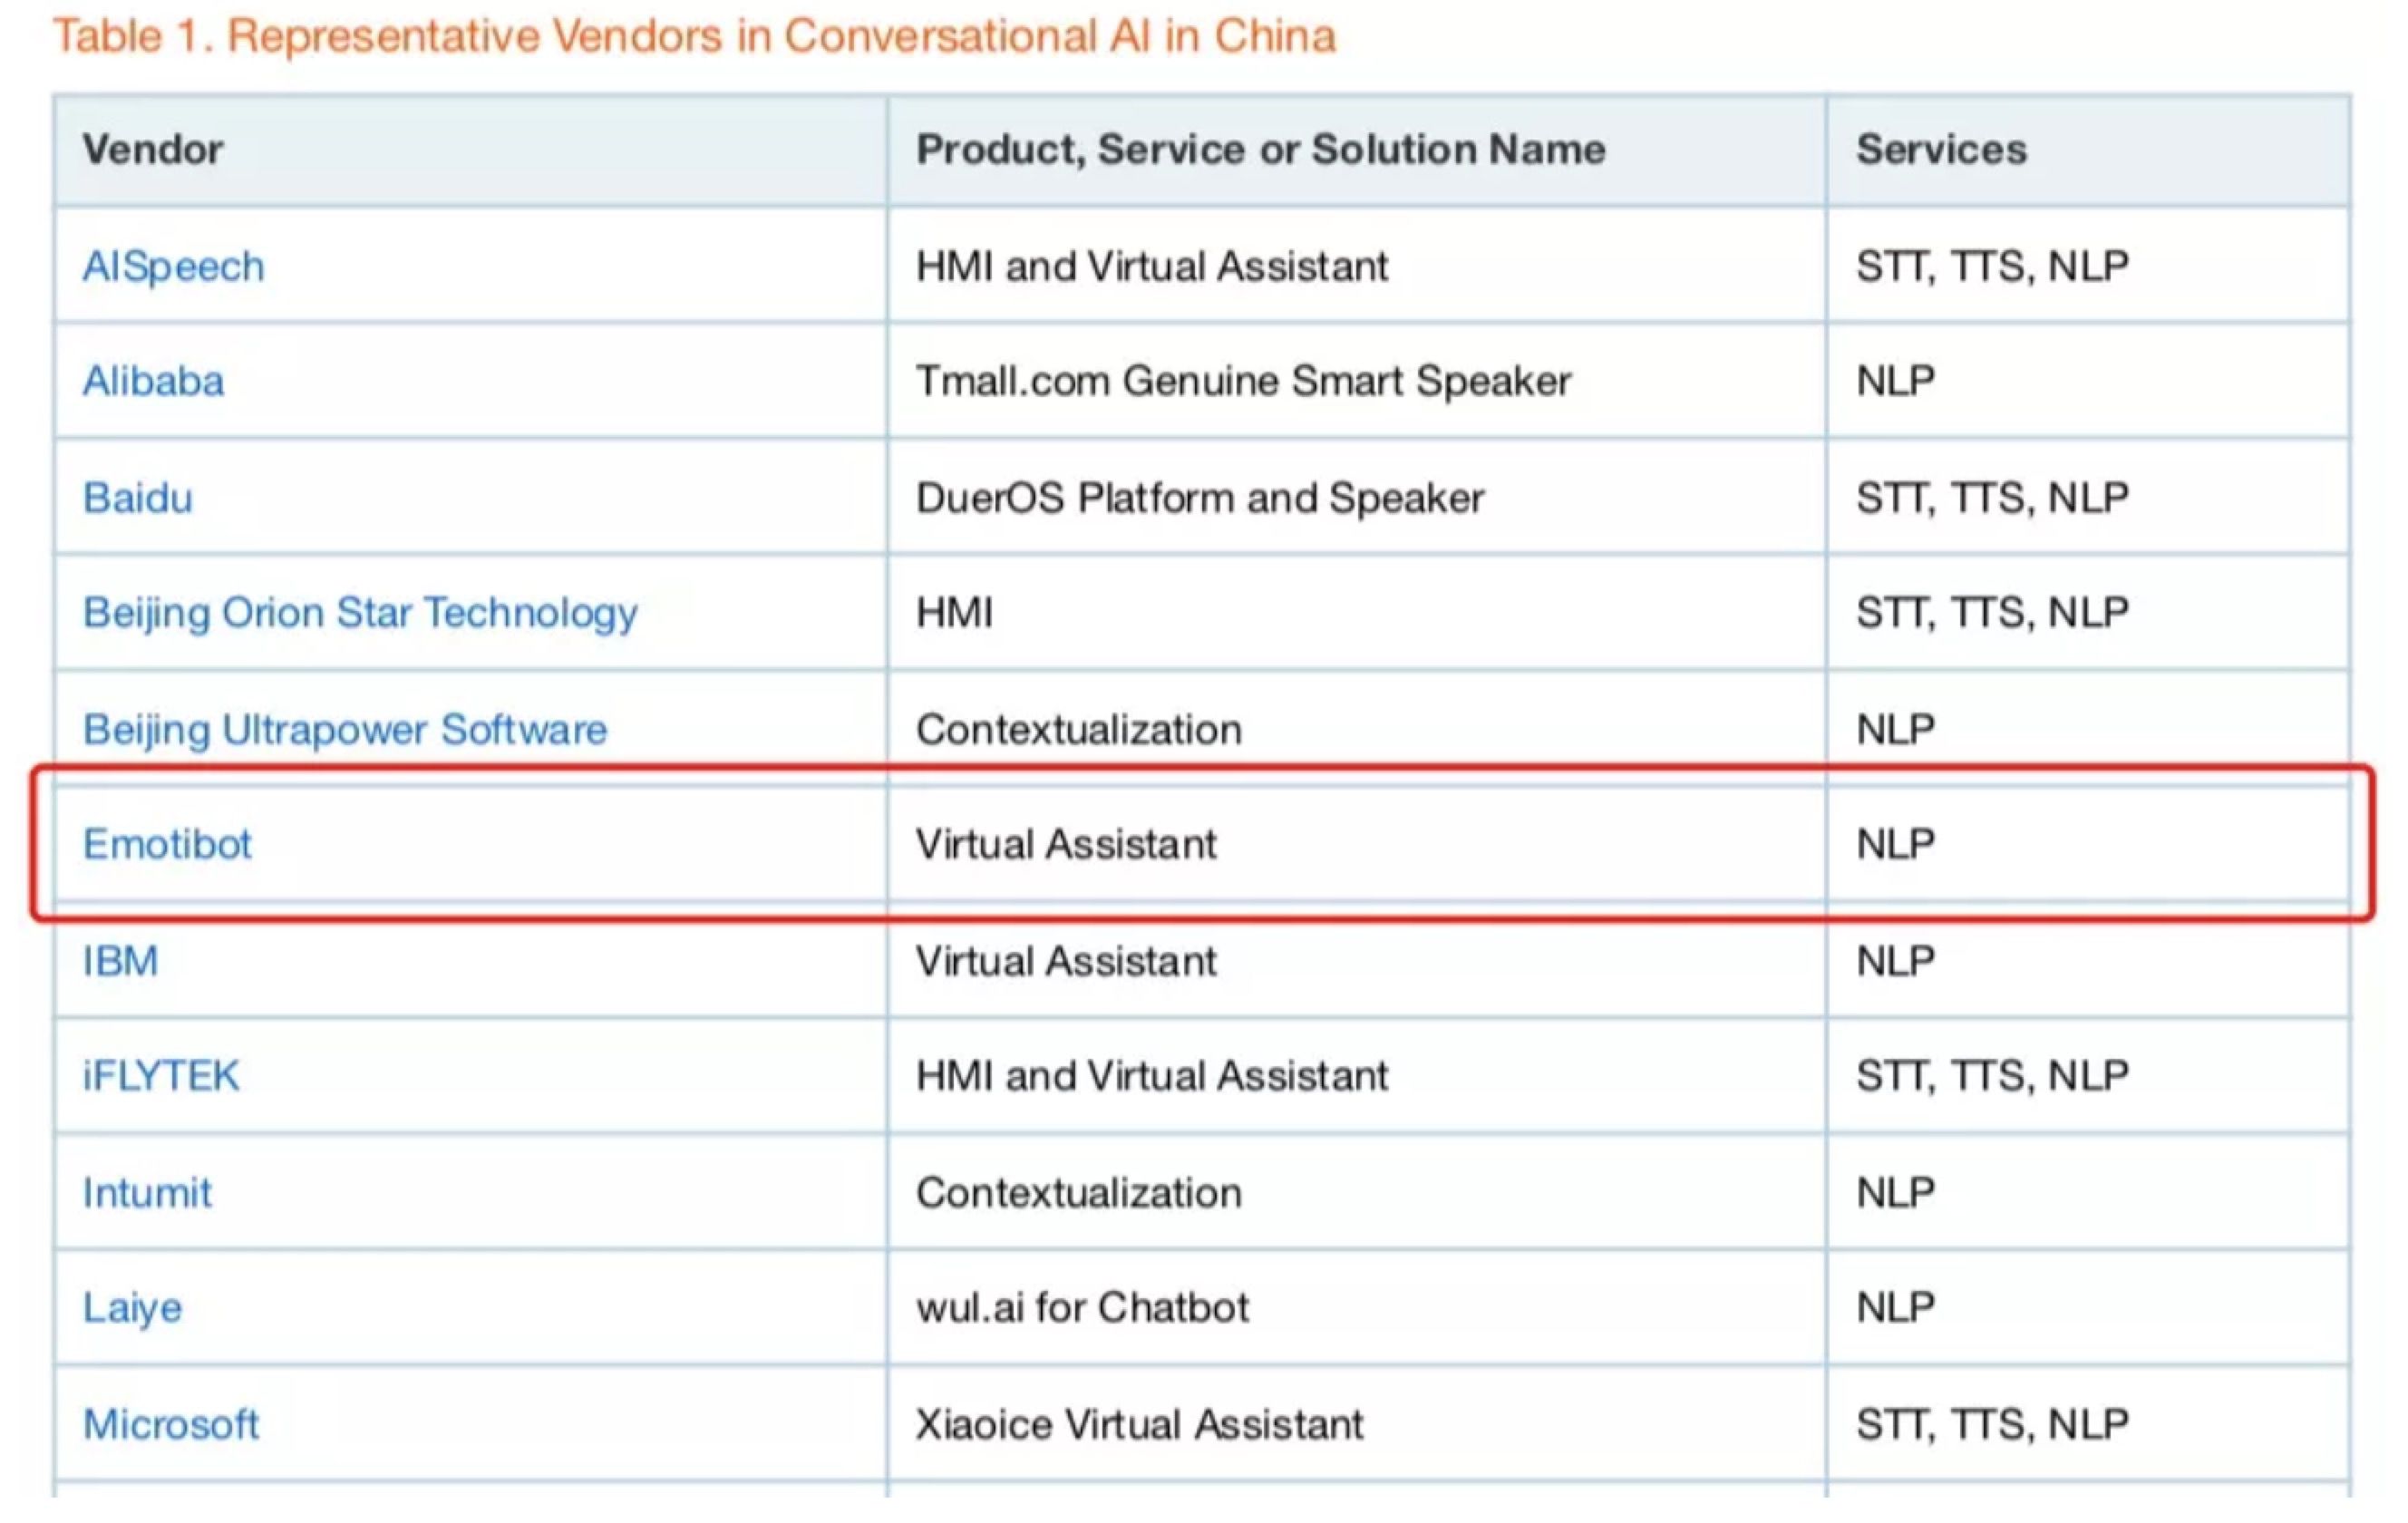 Table 1. Representative Vendors in Conversational AI in China
Vendor Product, Service or Solution Name Services
AISpeech HMI and Virtual Assistant STT, TTS, NLP
Alibaba Tmall.com Genuine Smart Speaker NLP
Baidu DuerOS Platform and Speaker STT, TTS, NLP
Beijing Orion Star Technology HMI STT, TTS, NLP
Beijing Ultrapower Software Contextualization NLP
Emotibot Virtual Assistant NLP
IBM Virtual Assistant NLP
iFLYTEK HMI and Virtual Assistant STT, TTS, NLP
Intumit Contextualization NLP
Laiye wul.ai for Chatbot NLP
Microsoft Xiaoice Virtual Assistant STT, TTS, NLP